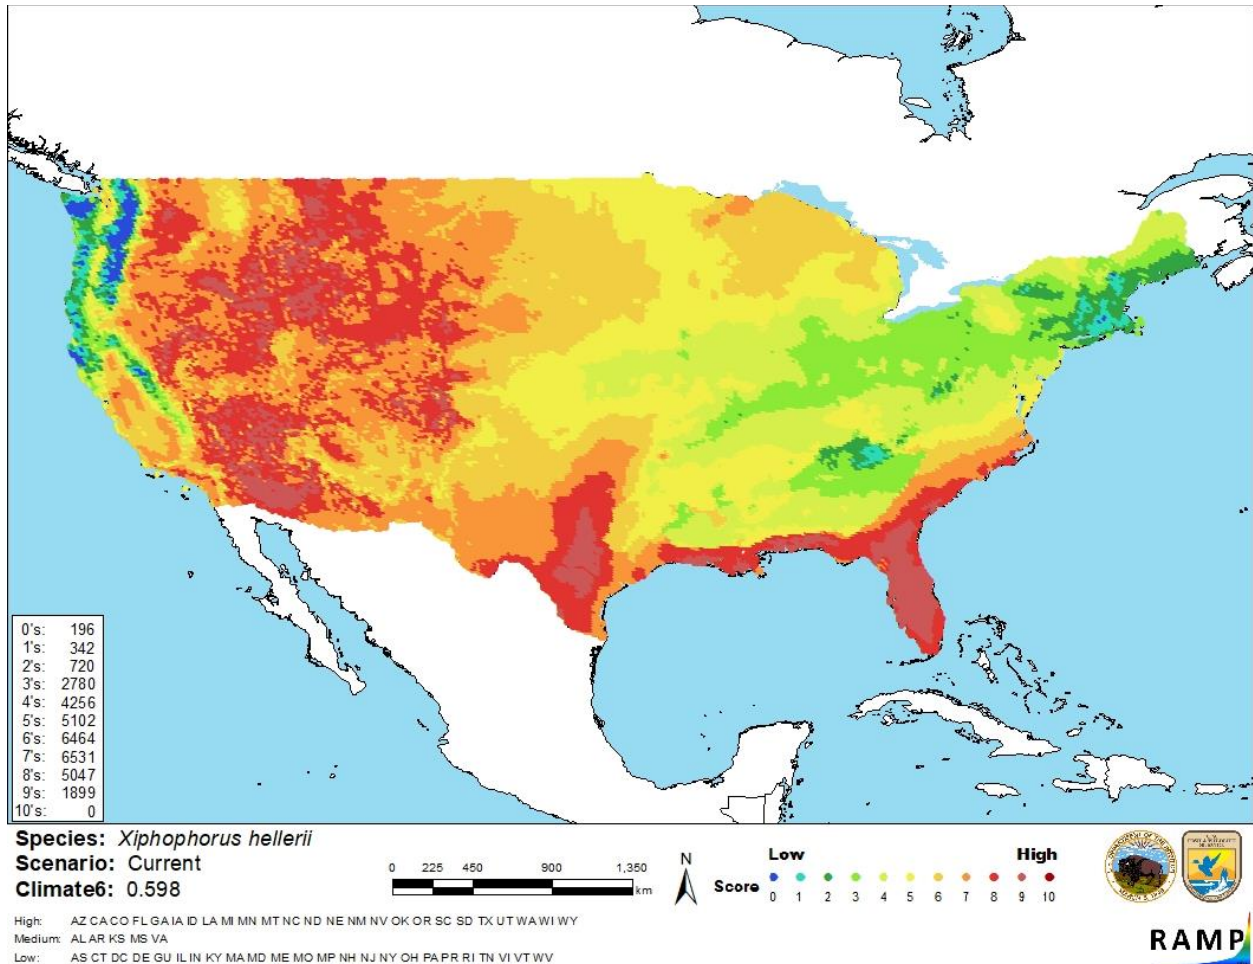 0's: 196
1's: 342
2's: 720
3's: 2780
4's: 4256
5's: 5102
6's: 6464
7's: 6531
8's: 5047
9's: 1899
10's: 0
Species: Xiphophorus hellerii
Scenario: Current
Climate6: 0.598
0 225 450 900 1,350
km
N
Low High
Score 0 1 2 3 4 5 6 7 8 9 10
High: AZ CA CO FL GA IA ID LA MI MN MT NC ND NE NM NV OK OR SC SD TX UT WA WI WY
Medium: AL AR KS MS VA
Low: AS CT DC DE GU IL IN KY MA MD ME MO MP NH NJ NY OH PA PR RI TN VI VT WV
RAMP